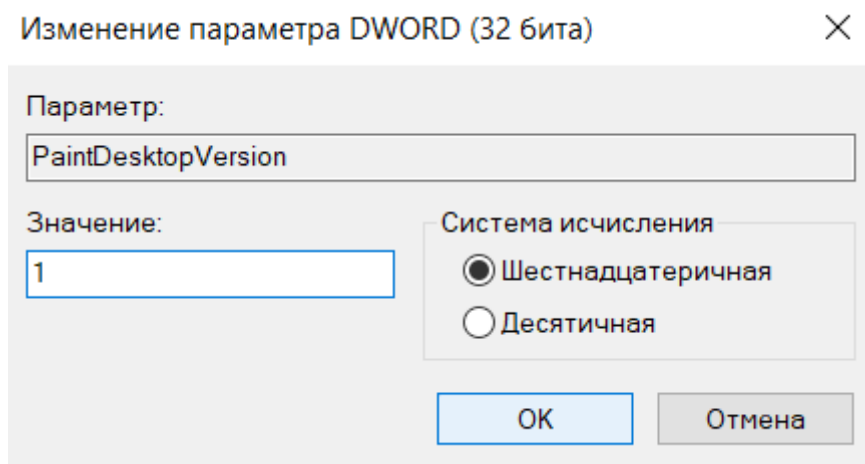 Изменение параметра DWORD (32 бита)
Параметр:
PaintDesktopVersion
Значение:
1
Система исчисления
Шестнадцатеричная
Десятичная
OK
Отмена